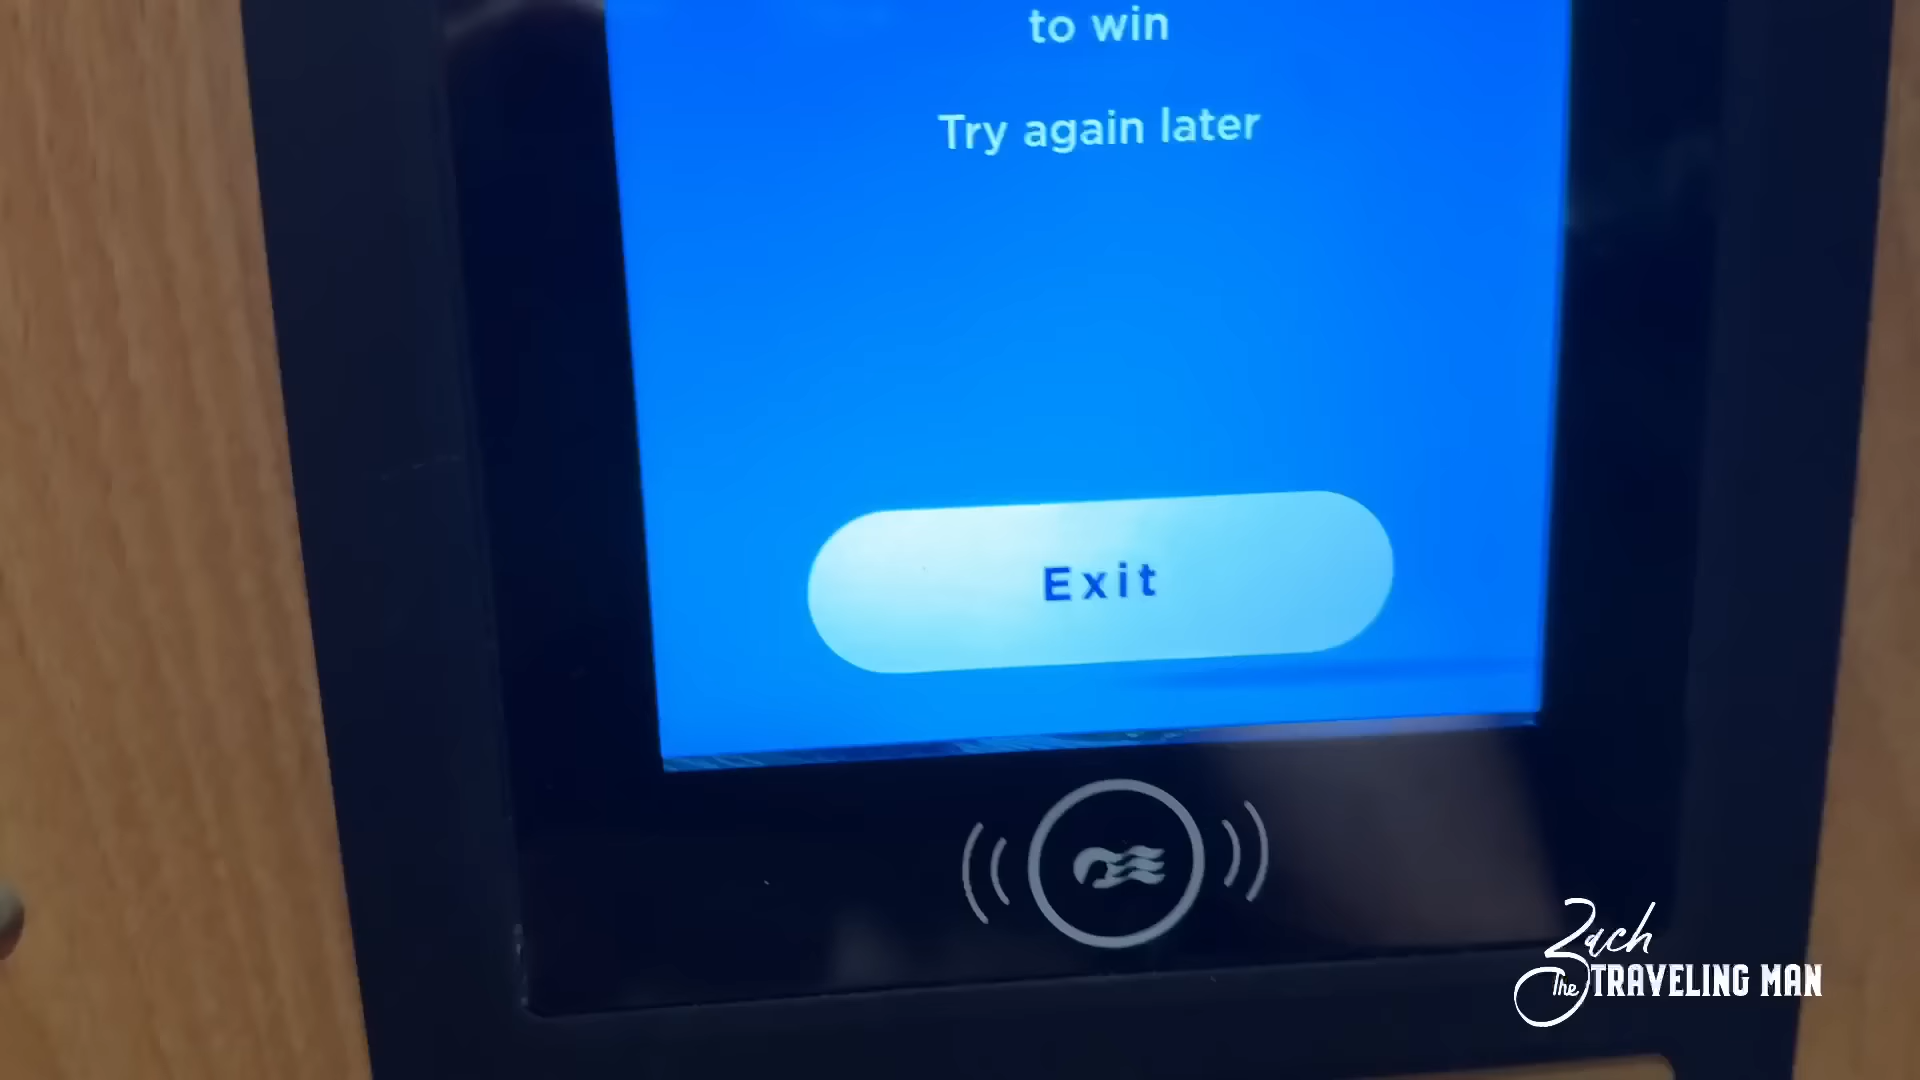 to win
Try again later
Exit
Zach
The TRAVELING MAN